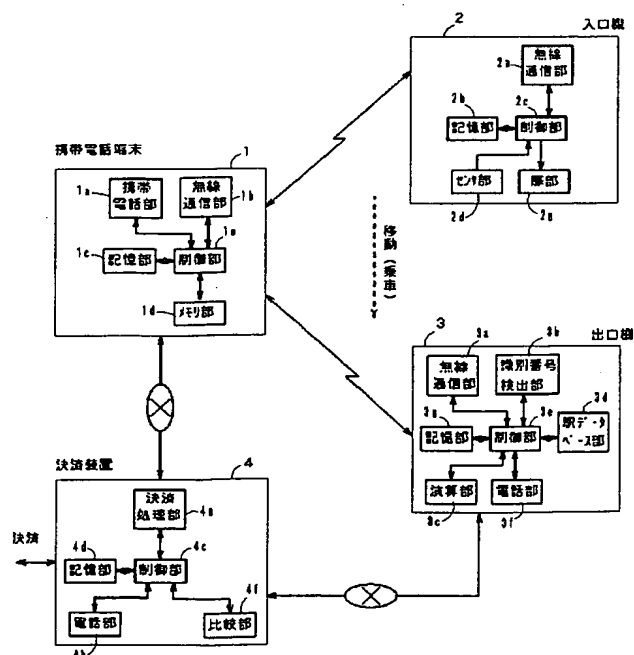 2
入口機
2a
無線
通信部
2b
2c
記憶部
制御部
センサ部
扉部
2d
2e
携帯電話端末
1
1a
携帯
電話部
無線
通信部
1b
1e
1c
記憶部
制御部
1d
メモリ部
移動(乗車)
出口機
3
3a
3b
無線
通信部
識別番号
検出部
3g
3e
3d
記憶部
制御部
駅データ
ベース部
演算部
電話部
3c
3f
決済装置
4
決済
処理部
4a
決済
4d
4c
記憶部
制御部
4f
電話部
比較部
4b